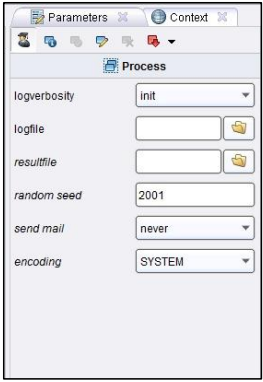 Parameters Context
Process
logverbosity init
logfile
resultfile
random seed 2001
send mail never
encoding SYSTEM